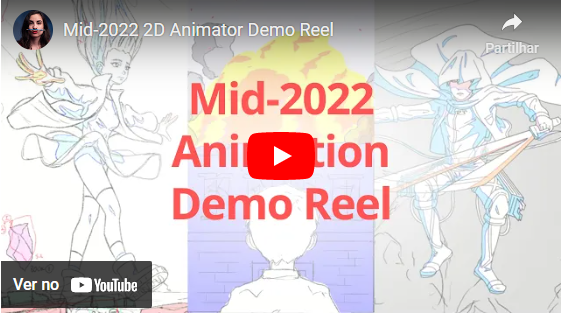 Mid-2022 2D Animator Demo Reel
Partilhar
Mid-2022
Animation
Demo Reel
Ver no YouTube